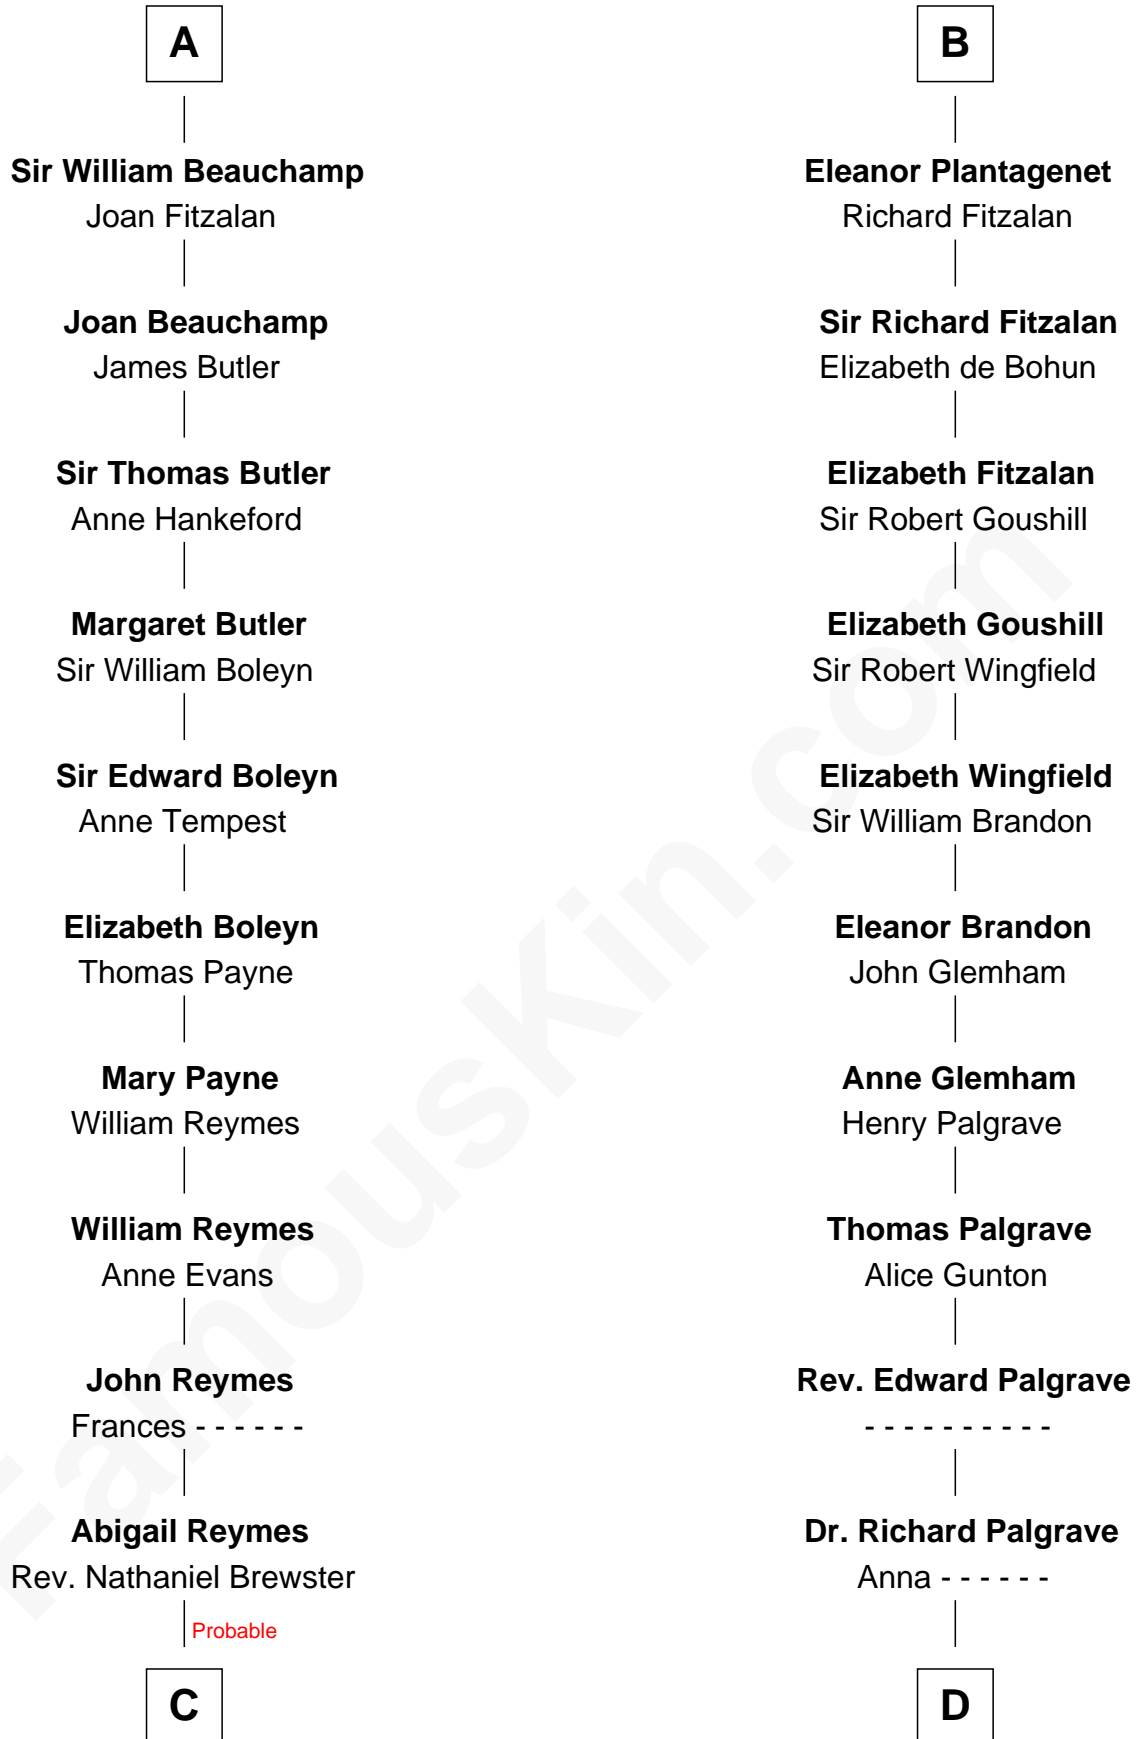 A
Sir William Beauchamp
Joan Fitzalan
Joan Beauchamp
James Butler
Sir Thomas Butler
Anne Hankeford
Margaret Butler
Sir William Boleyn
Sir Edward Boleyn
Anne Tempest
Elizabeth Boleyn
Thomas Payne
Mary Payne
William Reymes
William Reymes
Anne Evans
John Reymes
Frances - - - - - -
Abigail Reymes
Rev. Nathaniel Brewster
Probable
C
B
Eleanor Plantagenet
Richard Fitzalan
Sir Richard Fitzalan
Elizabeth de Bohun
Elizabeth Fitzalan
Sir Robert Goushill
Elizabeth Goushill
Sir Robert Wingfield
Elizabeth Wingfield
Sir William Brandon
Eleanor Brandon
John Glemham
Anne Glemham
Henry Palgrave
Thomas Palgrave
Alice Gunton
Rev. Edward Palgrave
- - - - - - - - - -
Dr. Richard Palgrave
Anna - - - - - -
D
FamousKin.com